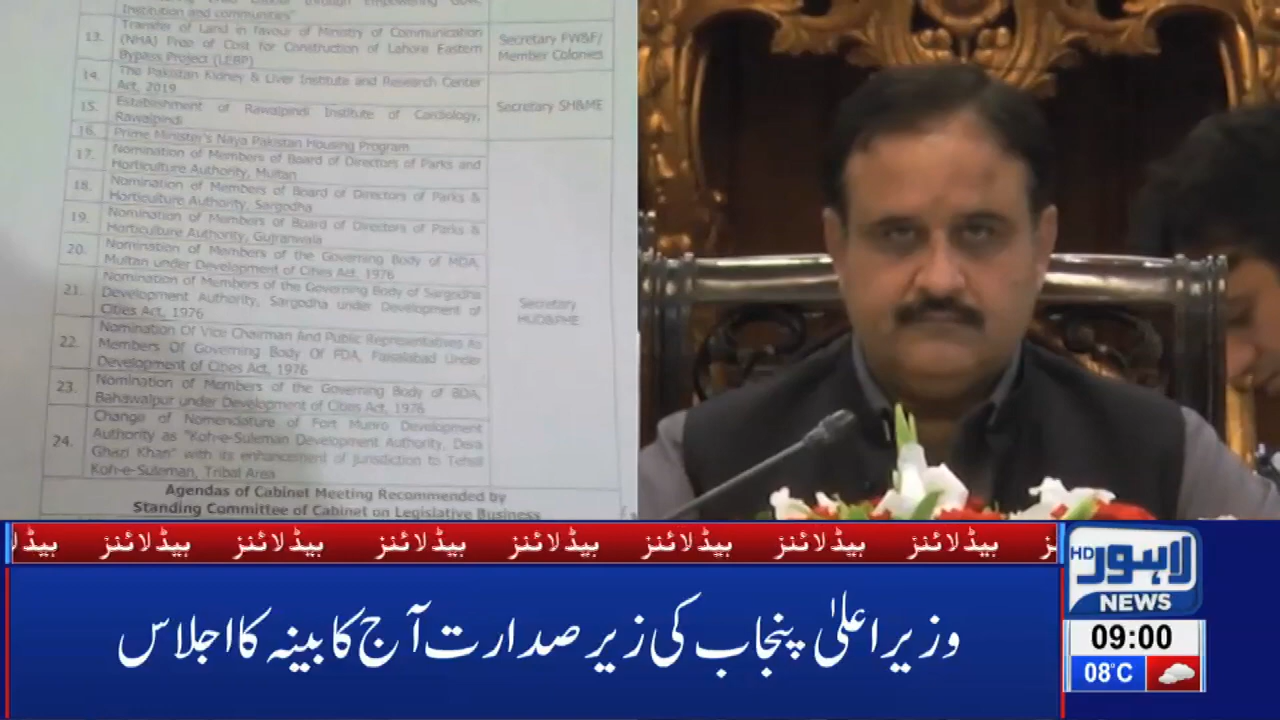 Institution and communities"
13. Transfer of Land in favour of Ministry of Communication
(NHA) Free of Cost for Construction of Lahore Eastern
Bypass Project (LEBP)
Secretary FW&F/
Member Colonies
14. The Pakistan Kidney & Liver Institute and Research Center
Act, 2019
15. Establishment of Rawalpindi Institute of Cardiology,
Rawalpindi
Secretary SH&ME
16. Prime Minister's Naya Pakistan Housing Program
17. Nomination of Members of Board of Directors of Parks and
Horticulture Authority, Multan
18. Nomination of Members of Board of Directors of Parks &
Horticulture Authority, Sargodha
19. Nomination of Members of Board of Directors of Parks &
Horticulture Authority, Gujranwala
20. Nomination of Members of the Governing Body of MDA,
Multan under Development of Cities Act, 1976
21. Nomination of Members of the Governing Body of Sargodha
Development Authority, Sargodha under Development of
Cities Act, 1976
22. Nomination Of Vice Chairman And Public Representatives As
Members Of Governing Body Of FDA, Faisalabad Under
Development of Cities Act, 1976
23. Nomination of Members of the Governing Body of BDA,
Bahawalpur under Development of Cities Act, 1976
24. Change of Nomenclature of Fort Munro Development
Authority as "Koh-e-Suleman Development Authority, Dera
Ghazi Khan" with its enhancement of jurisdiction to Tehsil
Koh-e-Suleman, Tribal Area
Secretary
HUD&PHE
Agendas of Cabinet Meeting Recommended by
Standing Committee of Cabinet on Legislative Business
ہیڈلائنز ہیڈلائنز ہیڈلائنز ہیڈلائنز ہیڈلائنز ہیڈلائنز ہیڈلائنز ہیڈلائنز
وزیراعلیٰ پنجاب کی زیر صدارت آج کابینہ کا اجلاس
HD لاہور
NEWS
09:00
08°C